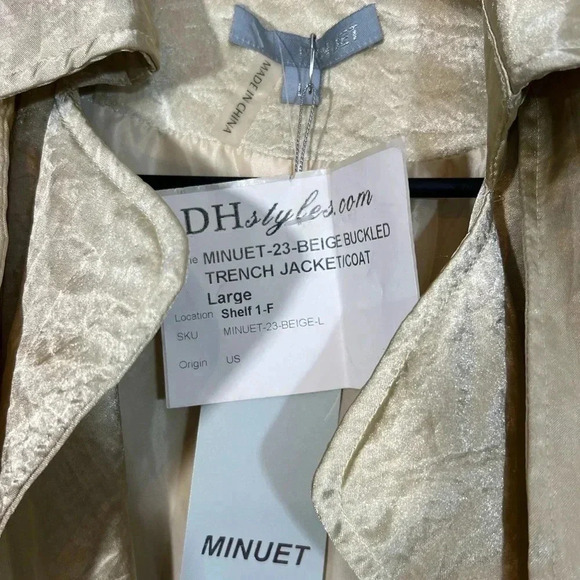 MINUET
L
MADE IN CHINA
DHstyles.com
MINUET-23-BEIGE BUCKLED
TRENCH JACKET/COAT
Large
Location Shelf 1-F
SKU MINUET-23-BEIGE-L
Origin US
MINUET